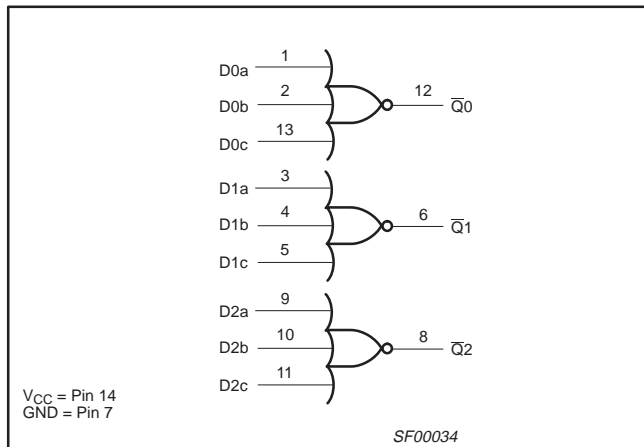 D0a 1
D0b 2
12 Q̅0
D0c 13
D1a 3
D1b 4
6 Q̅1
D1c 5
D2a 9
D2b 10
8 Q̅2
D2c 11
VCC = Pin 14
GND = Pin 7
SF00034